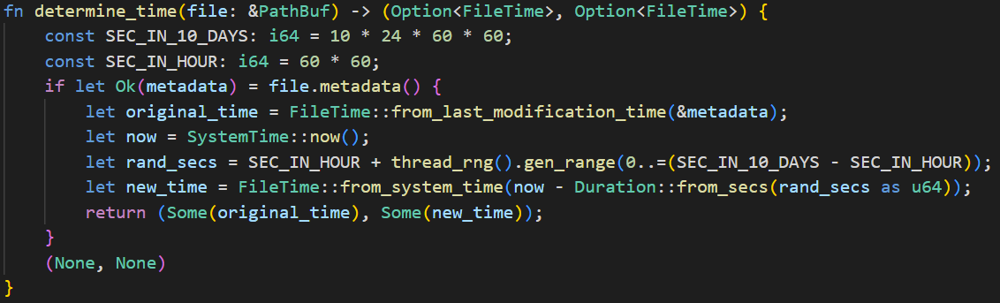 fn determine_time(file: &PathBuf) -> (Option<FileTime>, Option<FileTime>) {
    const SEC_IN_10_DAYS: i64 = 10 * 24 * 60 * 60;
    const SEC_IN_HOUR: i64 = 60 * 60;
    if let Ok(metadata) = file.metadata() {
        let original_time = FileTime::from_last_modification_time(&metadata);
        let now = SystemTime::now();
        let rand_secs = SEC_IN_HOUR + thread_rng().gen_range(0..=(SEC_IN_10_DAYS - SEC_IN_HOUR));
        let new_time = FileTime::from_system_time(now - Duration::from_secs(rand_secs as u64));
        return (Some(original_time), Some(new_time));
    }
    (None, None)
}